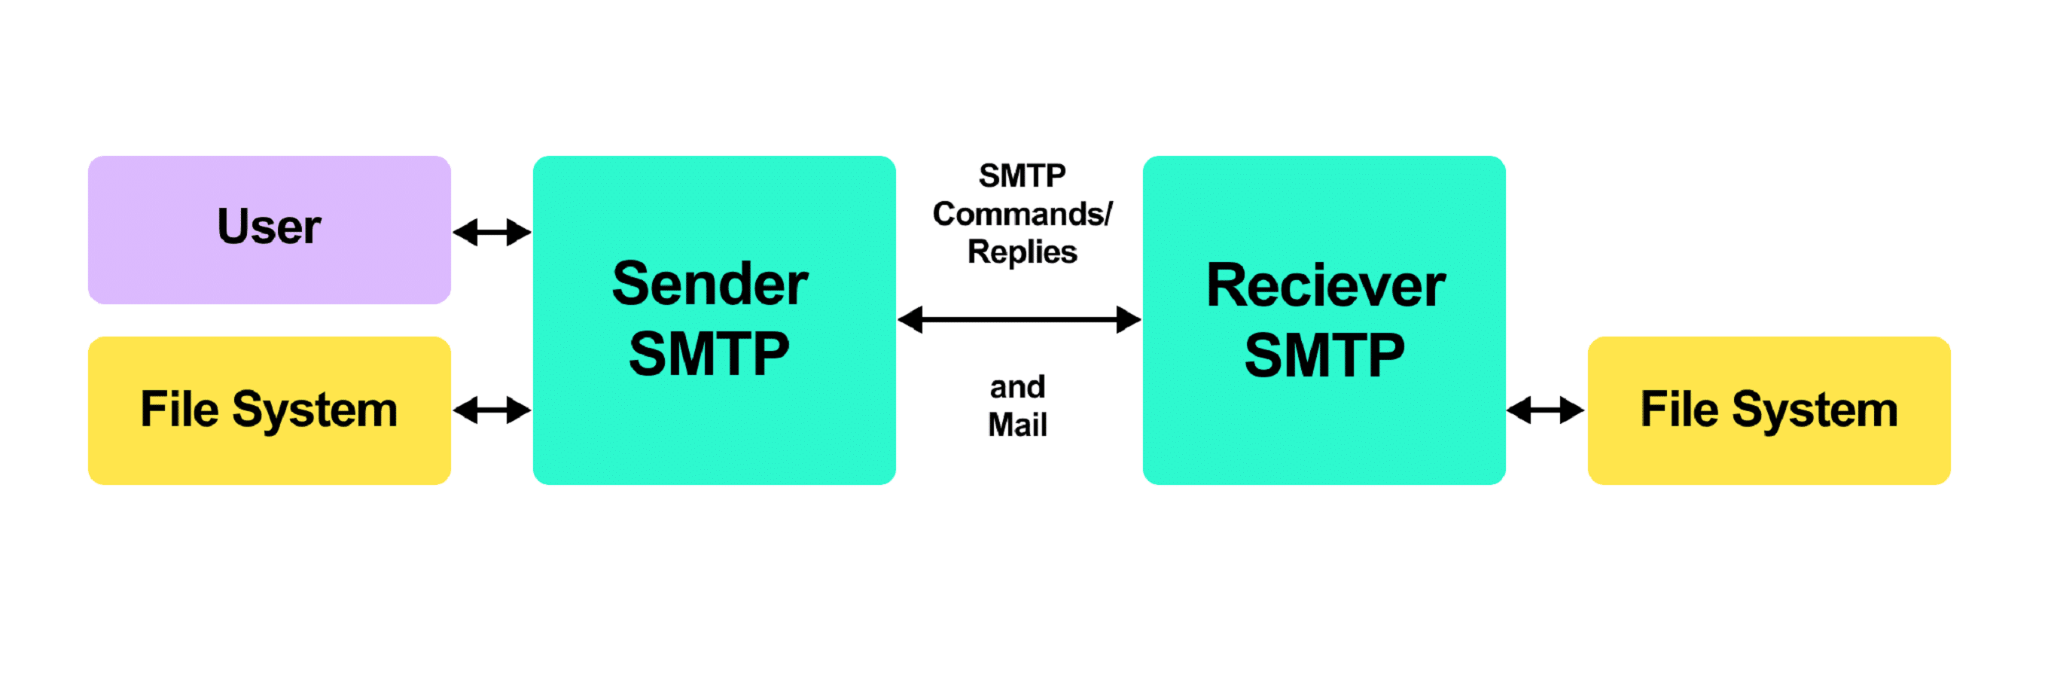 User
File System
Sender
SMTP
SMTP
Commands/
Replies
and
Mail
Reciever
SMTP
File System